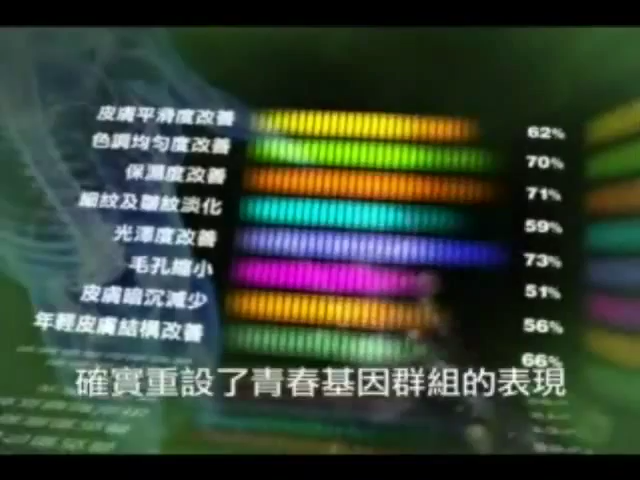 皮膚平滑度改善 62%
色調均勻度改善 70%
保濕度改善 71%
細紋及皺紋淡化 59%
光澤度改善 73%
毛孔縮小 51%
皮膚暗沉減少 56%
年輕皮膚結構改善 66%
確實重設了青春基因群組的表現